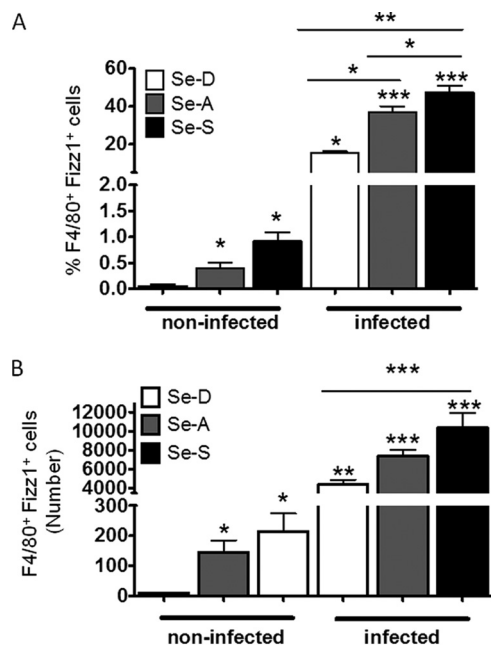 A
**
*
*
Se-D
Se-A
Se-S
% F4/80⁺ Fizz1⁺ cells
60
40
20
2.0
1.5
1.0
0.5
0.0
*
*
*
***
***
non-infected
infected
B
***
Se-D
Se-A
Se-S
F4/80⁺ Fizz1⁺ cells
(Number)
12000
10000
8000
6000
4000
300
200
100
0
*
*
**
***
***
non-infected
infected